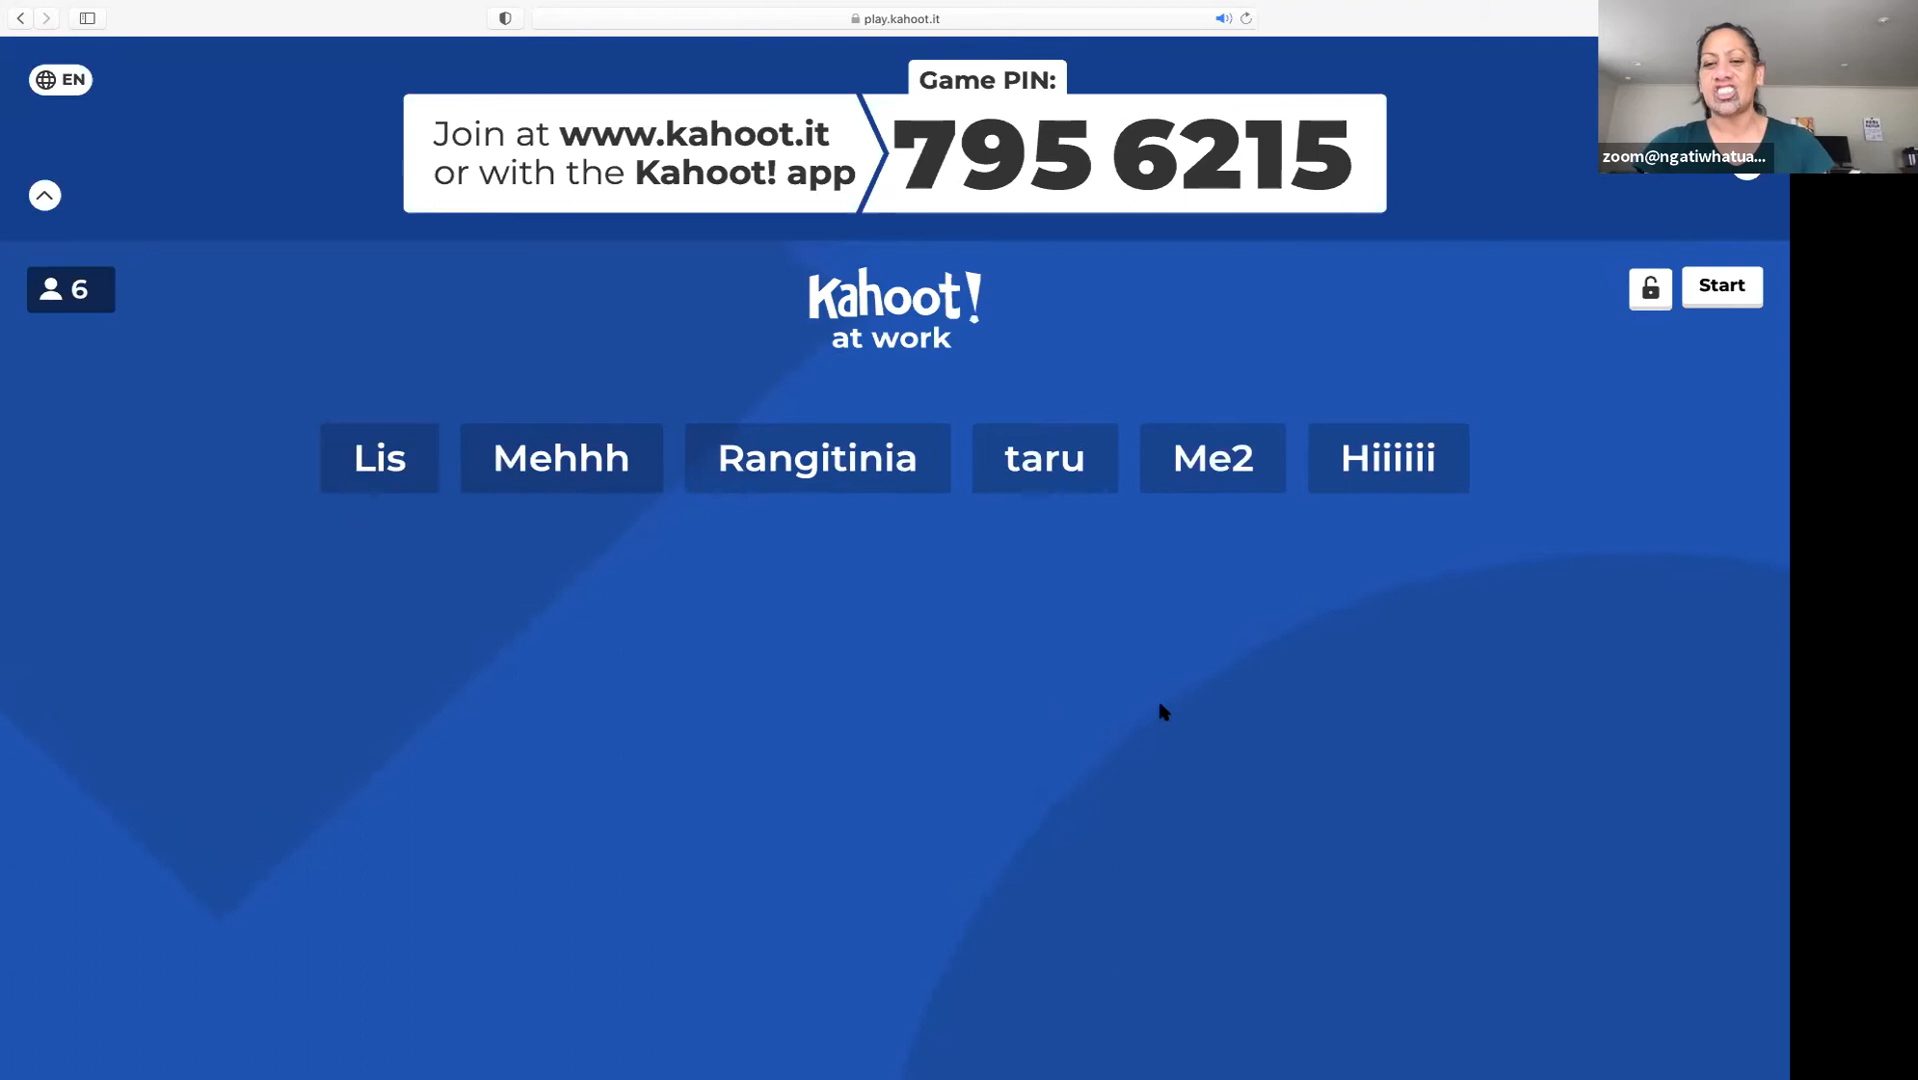 play.kahoot.it
EN
Game PIN:
Join at www.kahoot.it
or with the Kahoot! app
795 6215
zoom@ngatiwhatua...
6
Kahoot!
at work
Start
Lis
Mehhh
Rangitinia
taru
Me2
Hiiiiii